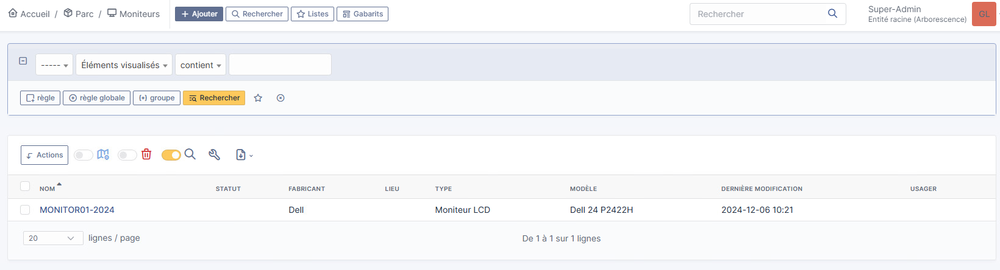 Accueil / Parc / Moniteurs Ajouter Rechercher Listes Gabarits Rechercher Super-Admin GL
Entité racine (Arborescence)
----- Éléments visualisés contient
règle règle globale groupe Rechercher
Actions
NOM STATUT FABRICANT LIEU TYPE MODÈLE DERNIÈRE MODIFICATION USAGER
MONITOR01-2024 Dell Moniteur LCD Dell 24 P2422H 2024-12-06 10:21
20 lignes / page De 1 à 1 sur 1 lignes